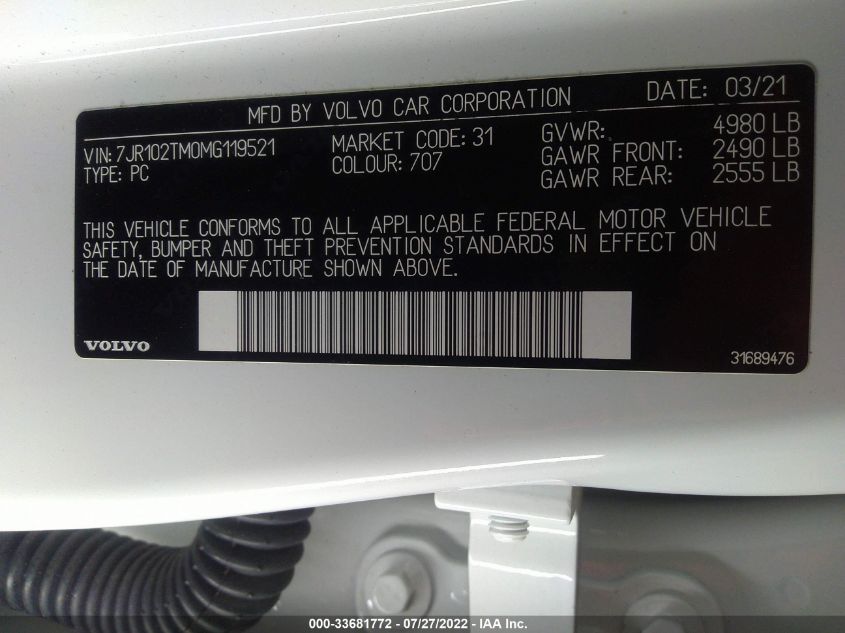 MFD BY VOLVO CAR CORPORATION DATE: 03/21
VIN: 7JR102TM0MG119521 MARKET CODE: 31 GVWR: 4980 LB
TYPE: PC COLOUR: 707 GAWR FRONT: 2490 LB
GAWR REAR: 2555 LB
THIS VEHICLE CONFORMS TO ALL APPLICABLE FEDERAL MOTOR VEHICLE
SAFETY, BUMPER AND THEFT PREVENTION STANDARDS IN EFFECT ON
THE DATE OF MANUFACTURE SHOWN ABOVE.
VOLVO 31689476
000-33681772 - 07/27/2022 - IAA Inc.